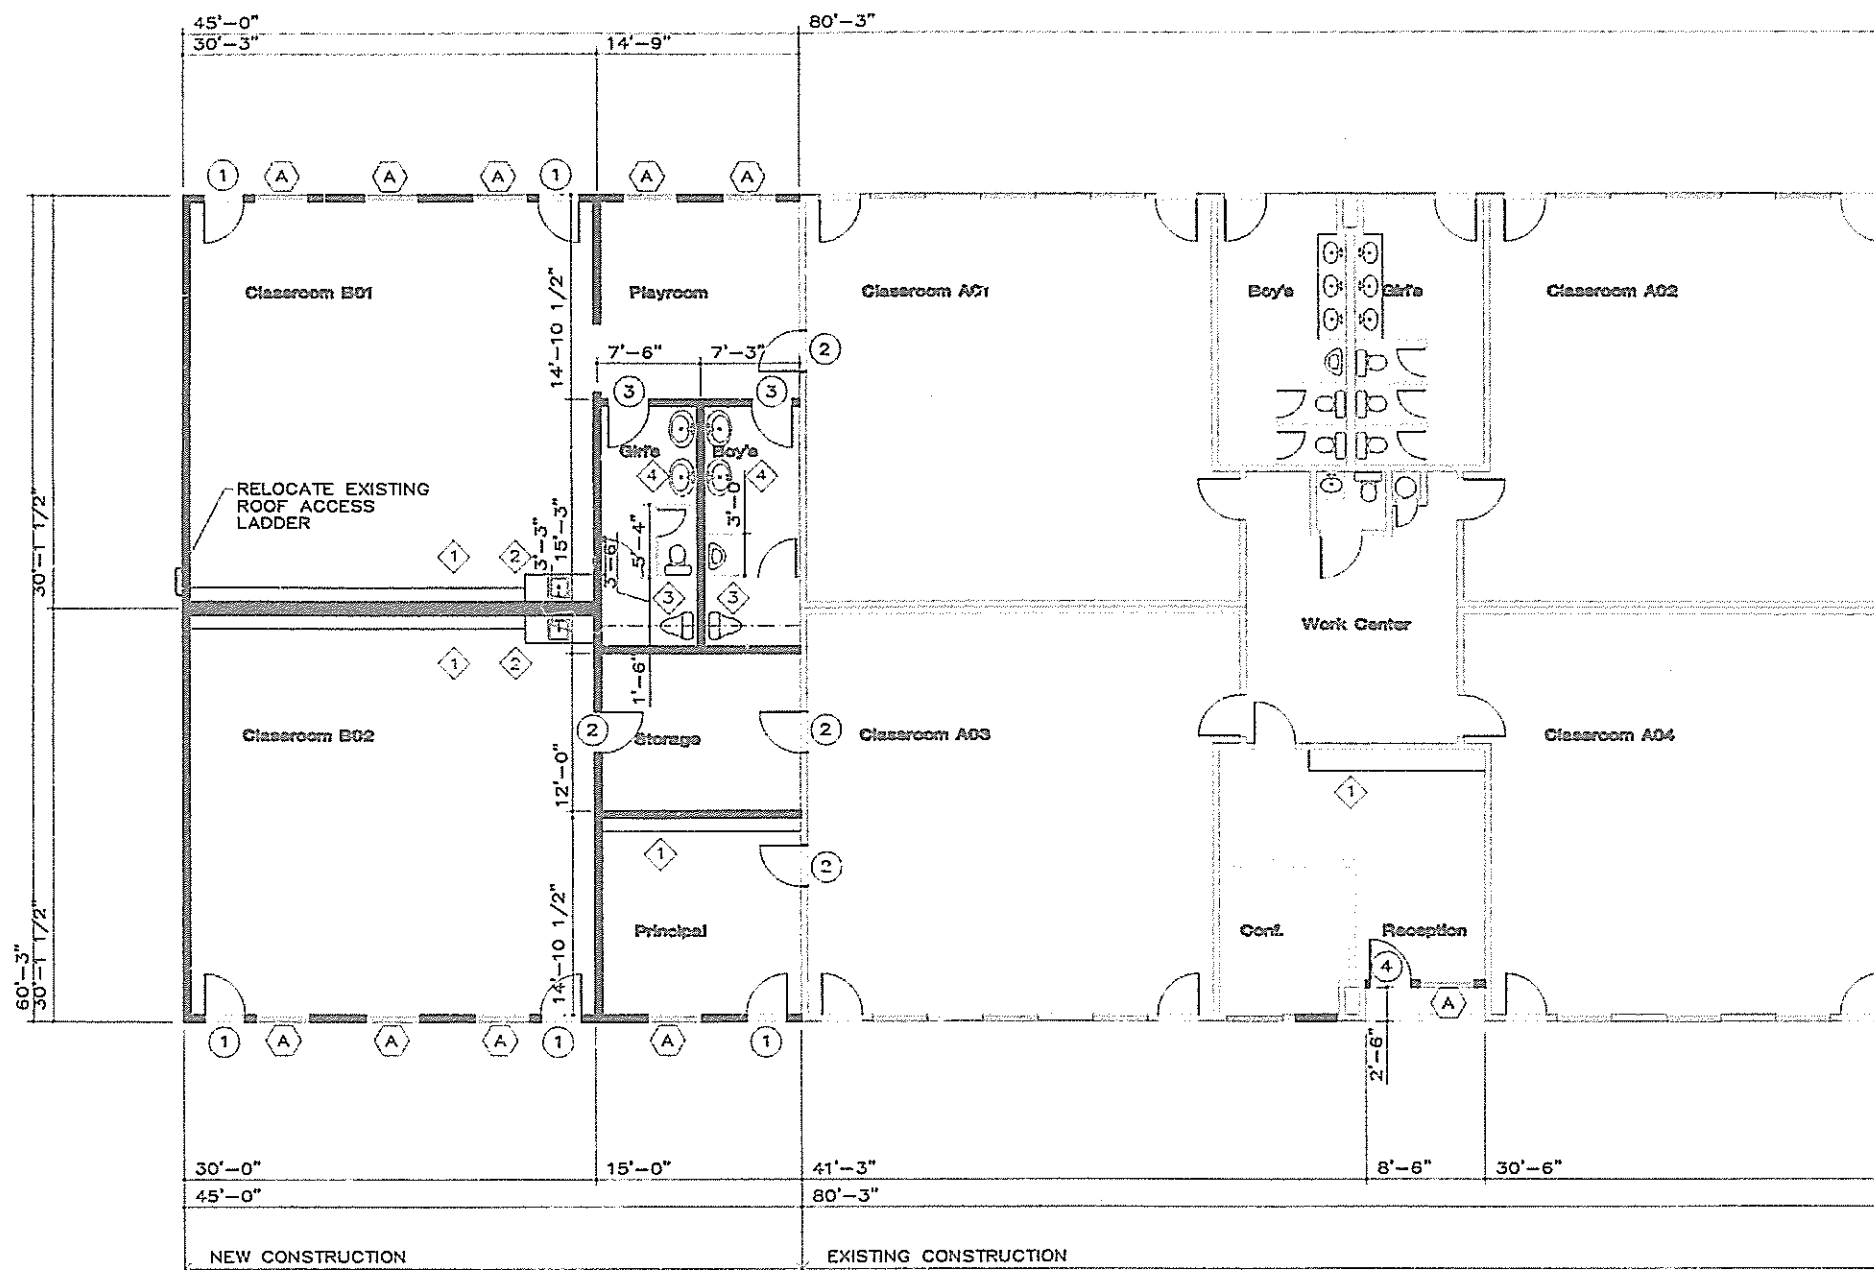 45'-0"
80'-3"
30'-3"
14'-9"
1
A
A
A
1
A
A
Classroom B01
Playroom
Classroom A01
Boy's
Girl's
Classroom A02
14'-10 1/2"
7'-6"
7'-3"
2
3
3
Girl's
Boy's
4
4
RELOCATE EXISTING
ROOF ACCESS
LADDER
30'-1 1/2"
1
2
3'-3"
15'-3"
3'-6"
5'-4"
3'-0"
3
3
Work Center
1
2
1'-6"
Classroom B02
2
Storage
2
Classroom A03
Classroom A04
12'-0"
1
1
2
14'-10 1/2"
Principal
Conf.
Reception
60'-3"
30'-1 1/2"
4
A
1
A
A
A
1
A
1
2'-6"
30'-0"
15'-0"
41'-3"
8'-6"
30'-6"
45'-0"
80'-3"
NEW CONSTRUCTION
EXISTING CONSTRUCTION